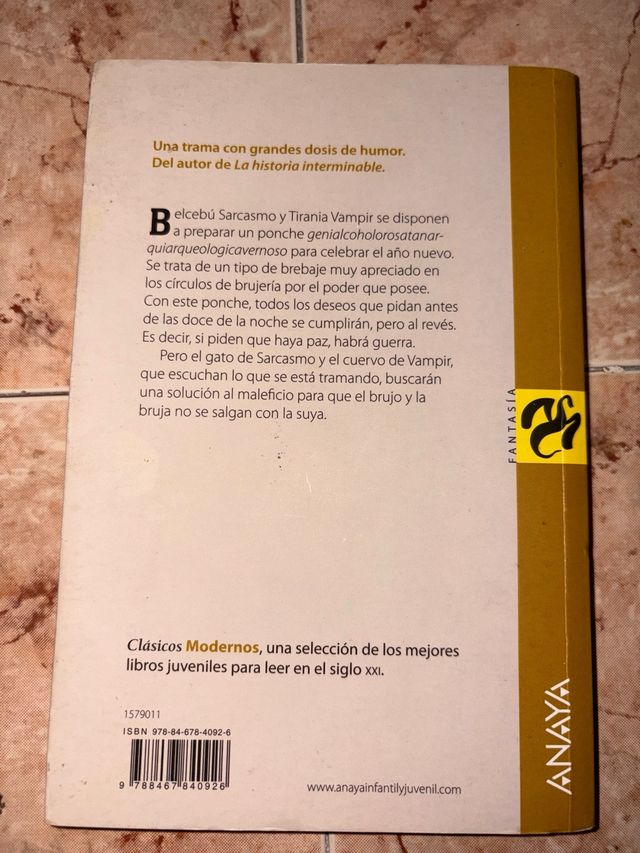 Una trama con grandes dosis de humor.
Del autor de La historia interminable.
Belcebú Sarcasmo y Tirania Vampir se disponen
a preparar un ponche genialcoholorosatanar-
quiarqueologicavernoso para celebrar el año nuevo.
Se trata de un tipo de brebaje muy apreciado en
los círculos de brujería por el poder que posee.
Con este ponche, todos los deseos que pidan antes
de las doce de la noche se cumplirán, pero al revés.
Es decir, si piden que haya paz, habrá guerra.
Pero el gato de Sarcasmo y el cuervo de Vampir,
que escuchan lo que se está tramando, buscarán
una solución al maleficio para que el brujo y la
bruja no se salgan con la suya.
FANTASÍA
Clásicos Modernos, una selección de los mejores
libros juveniles para leer en el siglo XXI.
1579011
ISBN 978-84-678-4092-6
9 788467 840926
www.anayainfantilyjuvenil.com
ANAYA